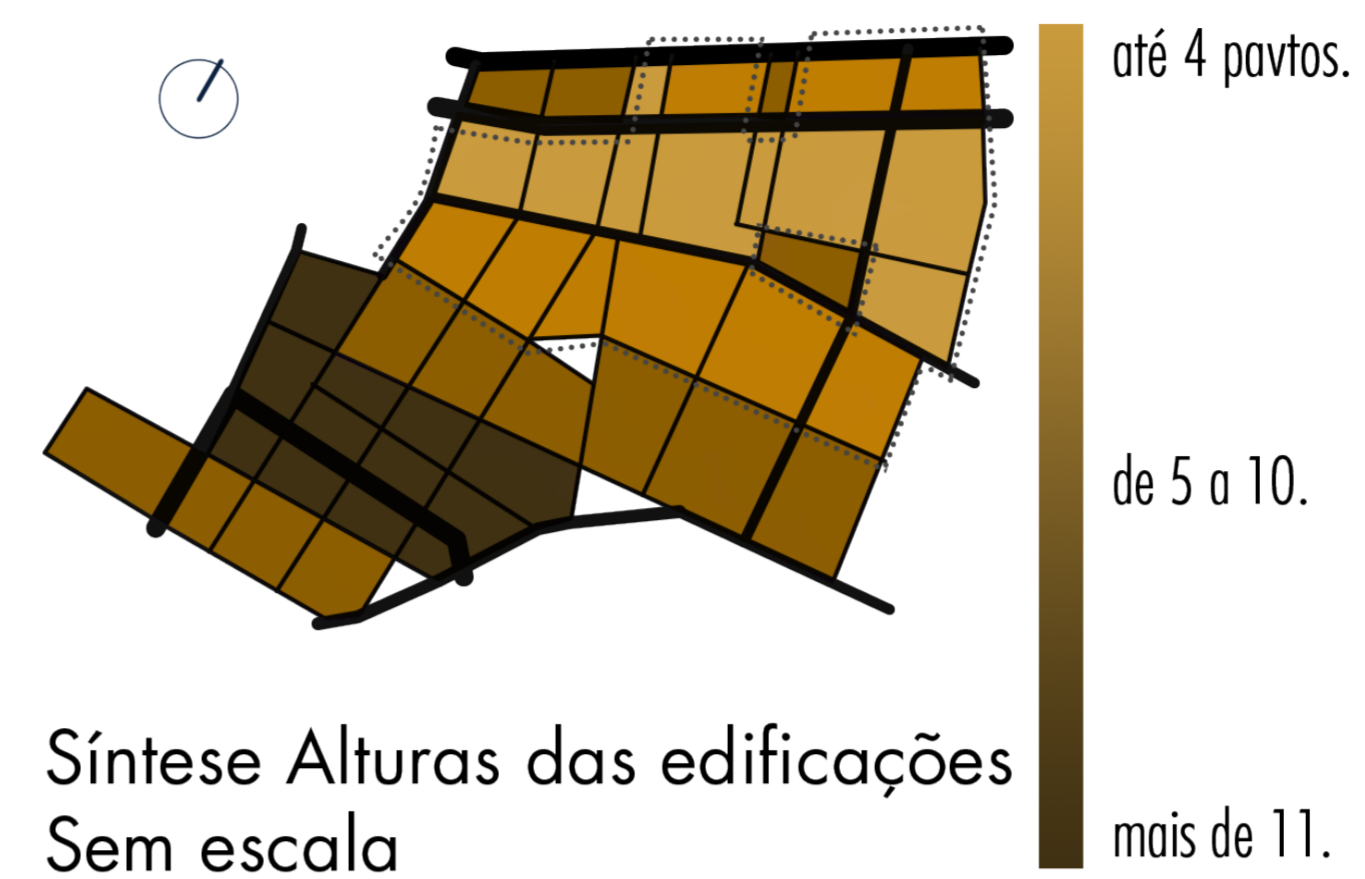 até 4 pavtos.
de 5 a 10.
mais de 11.
Síntese Alturas das edificações
Sem escala